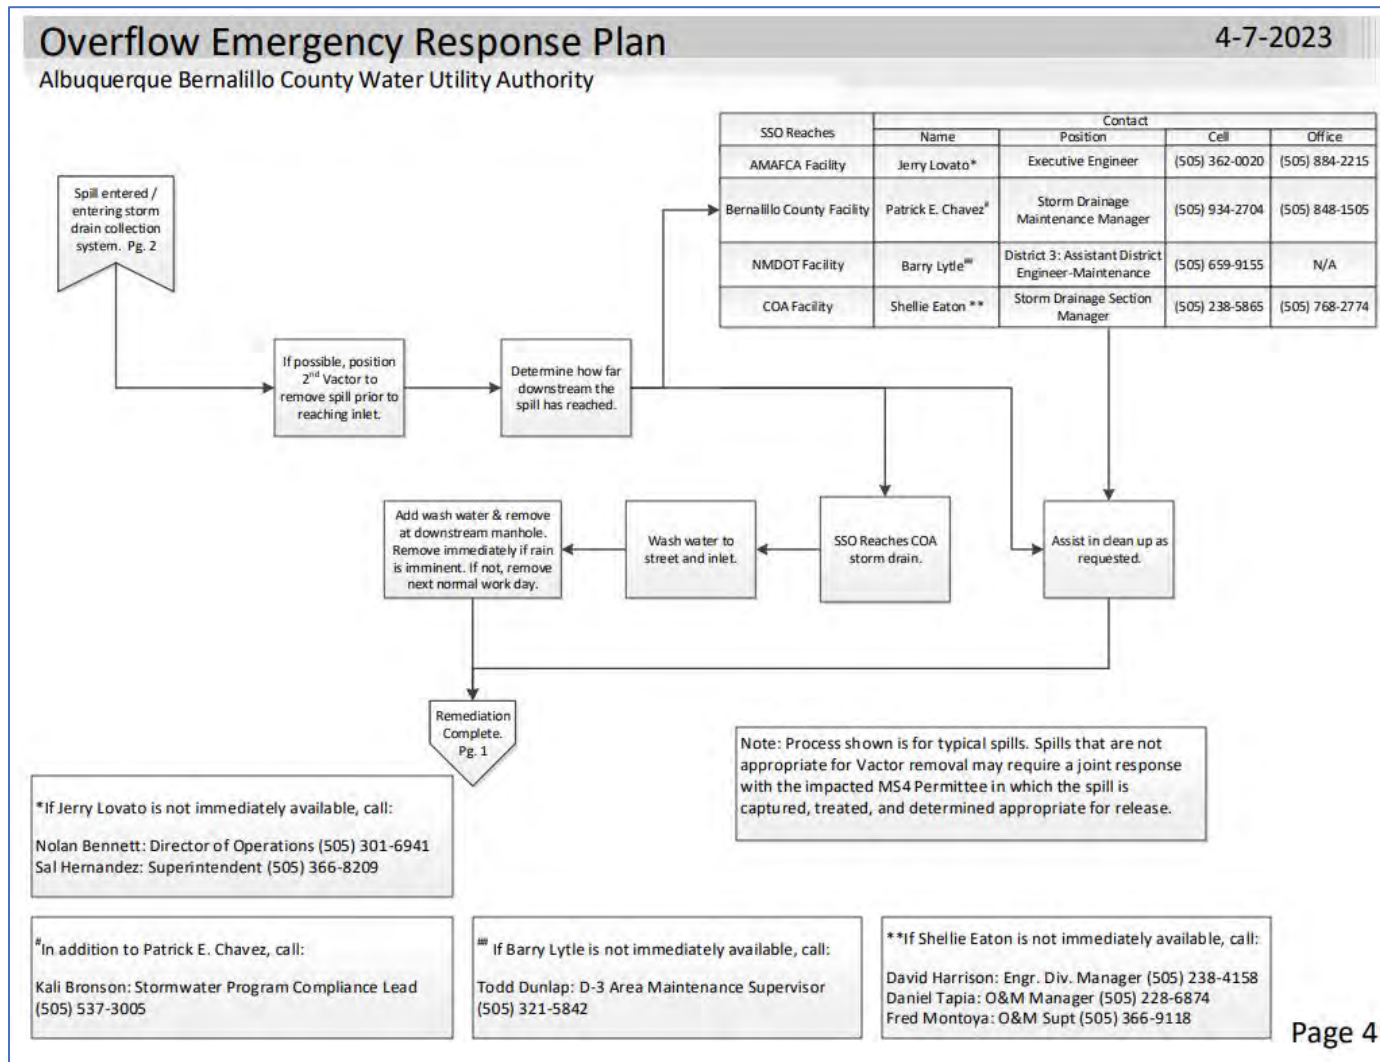 Overflow Emergency Response Plan
4-7-2023
Albuquerque Bernalillo County Water Utility Authority
SSO Reaches
Contact
Name
Position
Cell
Office
AMAFCA Facility
Jerry Lovato*
Executive Engineer
(505) 362-0020
(505) 884-2215
Bernalillo County Facility
Patrick E. Chavez#
Storm Drainage
Maintenance Manager
(505) 934-2704
(505) 848-1505
NMDOT Facility
Barry Lytle##
District 3: Assistant District
Engineer-Maintenance
(505) 659-9155
N/A
COA Facility
Shellie Eaton **
Storm Drainage Section
Manager
(505) 238-5865
(505) 768-2774
Spill entered /
entering storm
drain collection
system. Pg. 2
If possible, position
2nd Vactor to
remove spill prior to
reaching inlet.
Determine how far
downstream the
spill has reached.
Add wash water & remove
at downstream manhole.
Remove immediately if rain
is imminent. If not, remove
next normal work day.
Wash water to
street and inlet.
SSO Reaches COA
storm drain.
Assist in clean up as
requested.
Remediation
Complete.
Pg. 1
Note: Process shown is for typical spills. Spills that are not
appropriate for Vactor removal may require a joint response
with the impacted MS4 Permittee in which the spill is
captured, treated, and determined appropriate for release.
*If Jerry Lovato is not immediately available, call:
Nolan Bennett: Director of Operations (505) 301-6941
Sal Hernandez: Superintendent (505) 366-8209
#In addition to Patrick E. Chavez, call:
Kali Bronson: Stormwater Program Compliance Lead
(505) 537-3005
## If Barry Lytle is not immediately available, call:
Todd Dunlap: D-3 Area Maintenance Supervisor
(505) 321-5842
**If Shellie Eaton is not immediately available, call:
David Harrison: Engr. Div. Manager (505) 238-4158
Daniel Tapia: O&M Manager (505) 228-6874
Fred Montoya: O&M Supt (505) 366-9118
Page 4